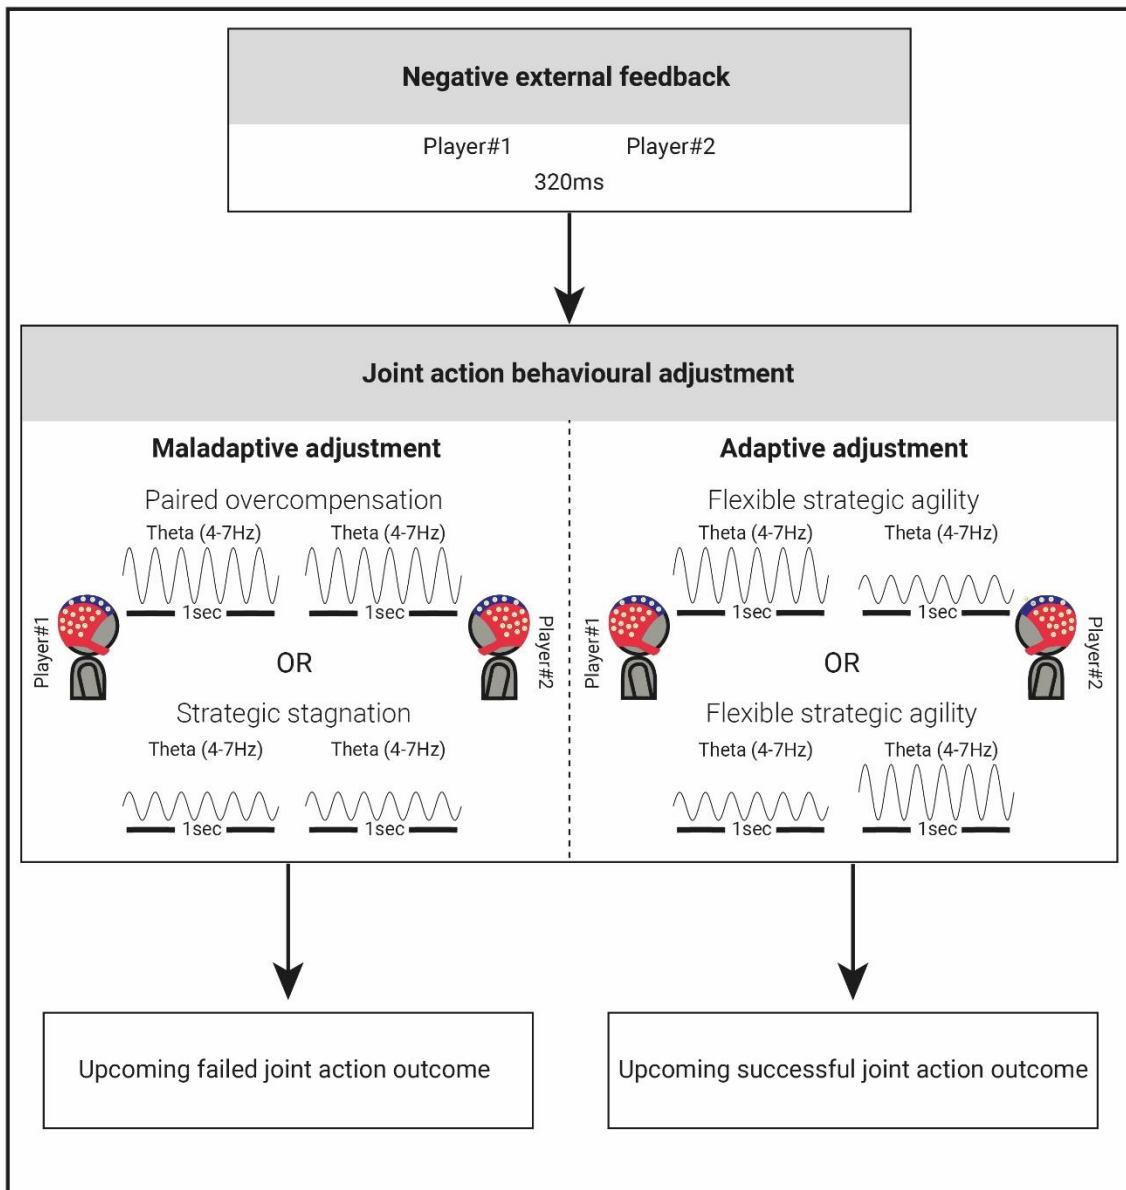 Negative external feedback
Player#1 Player#2
320ms
Joint action behavioural adjustment
Maladaptive adjustment
Paired overcompensation
Theta (4-7Hz) Theta (4-7Hz)
1sec 1sec
Player#1
OR
Player#2
Strategic stagnation
Theta (4-7Hz) Theta (4-7Hz)
1sec 1sec
Adaptive adjustment
Flexible strategic agility
Theta (4-7Hz) Theta (4-7Hz)
1sec 1sec
Player#1
OR
Player#2
Flexible strategic agility
Theta (4-7Hz) Theta (4-7Hz)
1sec 1sec
Upcoming failed joint action outcome
Upcoming successful joint action outcome